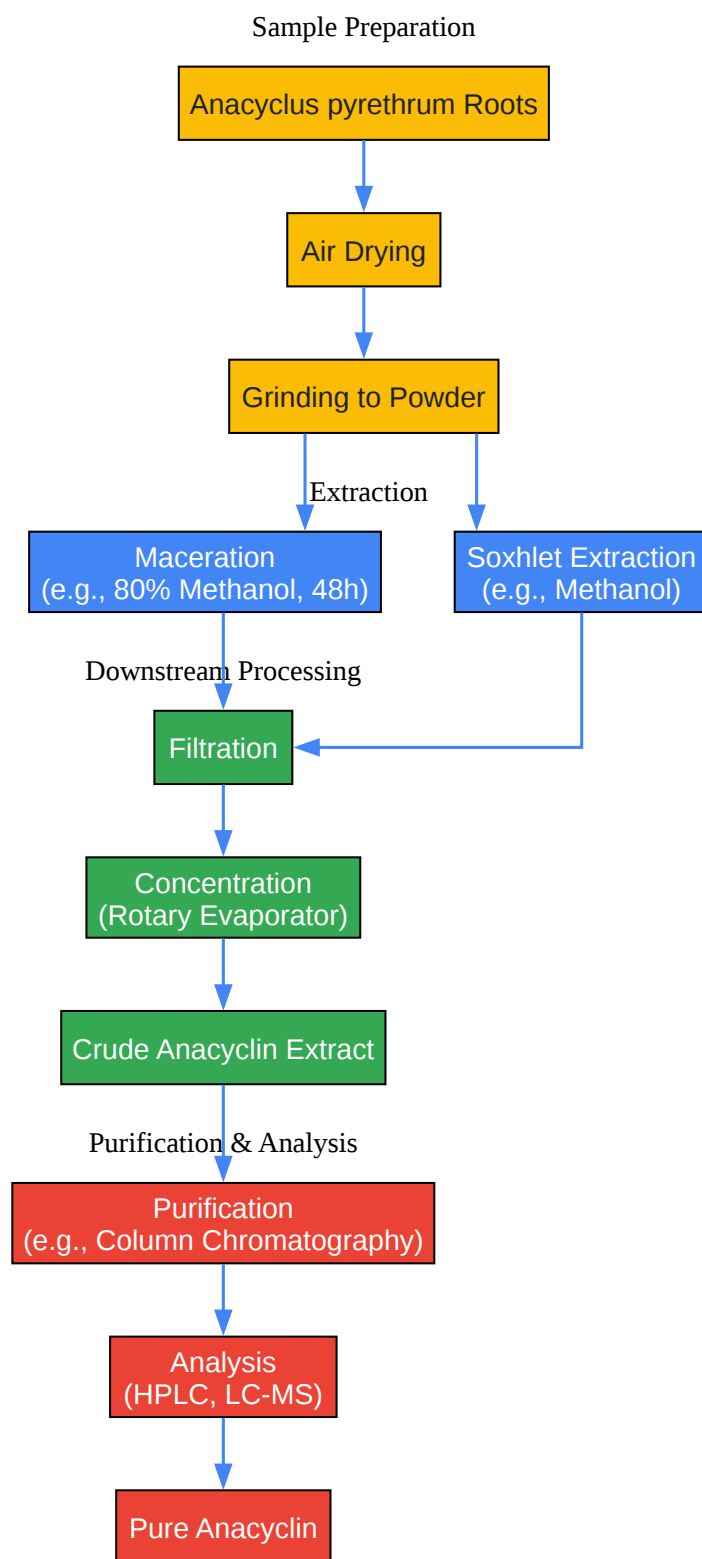 Sample Preparation
Anacyclus pyrethrum Roots
Air Drying
Grinding to Powder
Extraction
Maceration
(e.g., 80% Methanol, 48h)
Soxhlet Extraction
(e.g., Methanol)
Downstream Processing
Filtration
Concentration
(Rotary Evaporator)
Crude Anacyclin Extract
Purification & Analysis
Purification
(e.g., Column Chromatography)
Analysis
(HPLC, LC-MS)
Pure Anacyclin